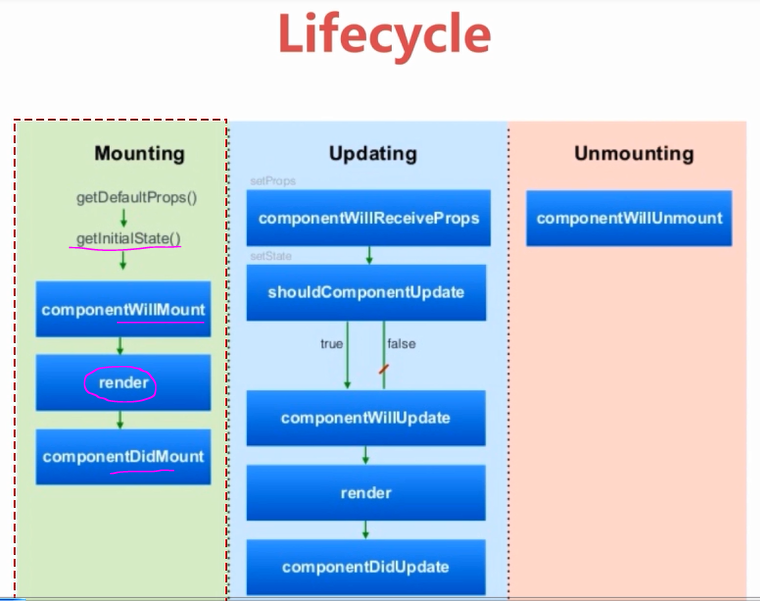 Lifecycle
Mounting
getDefaultProps()
getInitialState()
componentWillMount
render
componentDidMount
Updating
setProps
componentWillReceiveProps
setState
shouldComponentUpdate
true
false
componentWillUpdate
render
componentDidUpdate
Unmounting
componentWillUnmount